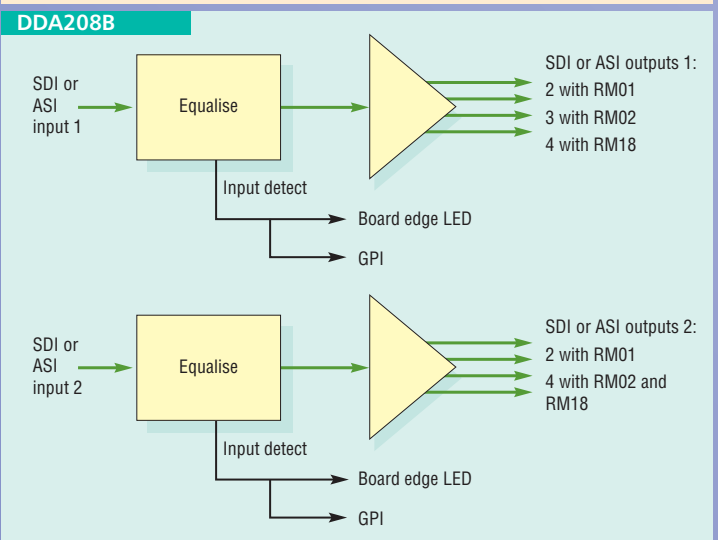 DDA208B
SDI or
ASI
input 1
Equalise
Input detect
Board edge LED
GPI
SDI or ASI outputs 1:
2 with RM01
3 with RM02
4 with RM18
SDI or
ASI
input 2
Equalise
Input detect
Board edge LED
GPI
SDI or ASI outputs 2:
2 with RM01
4 with RM02 and
RM18